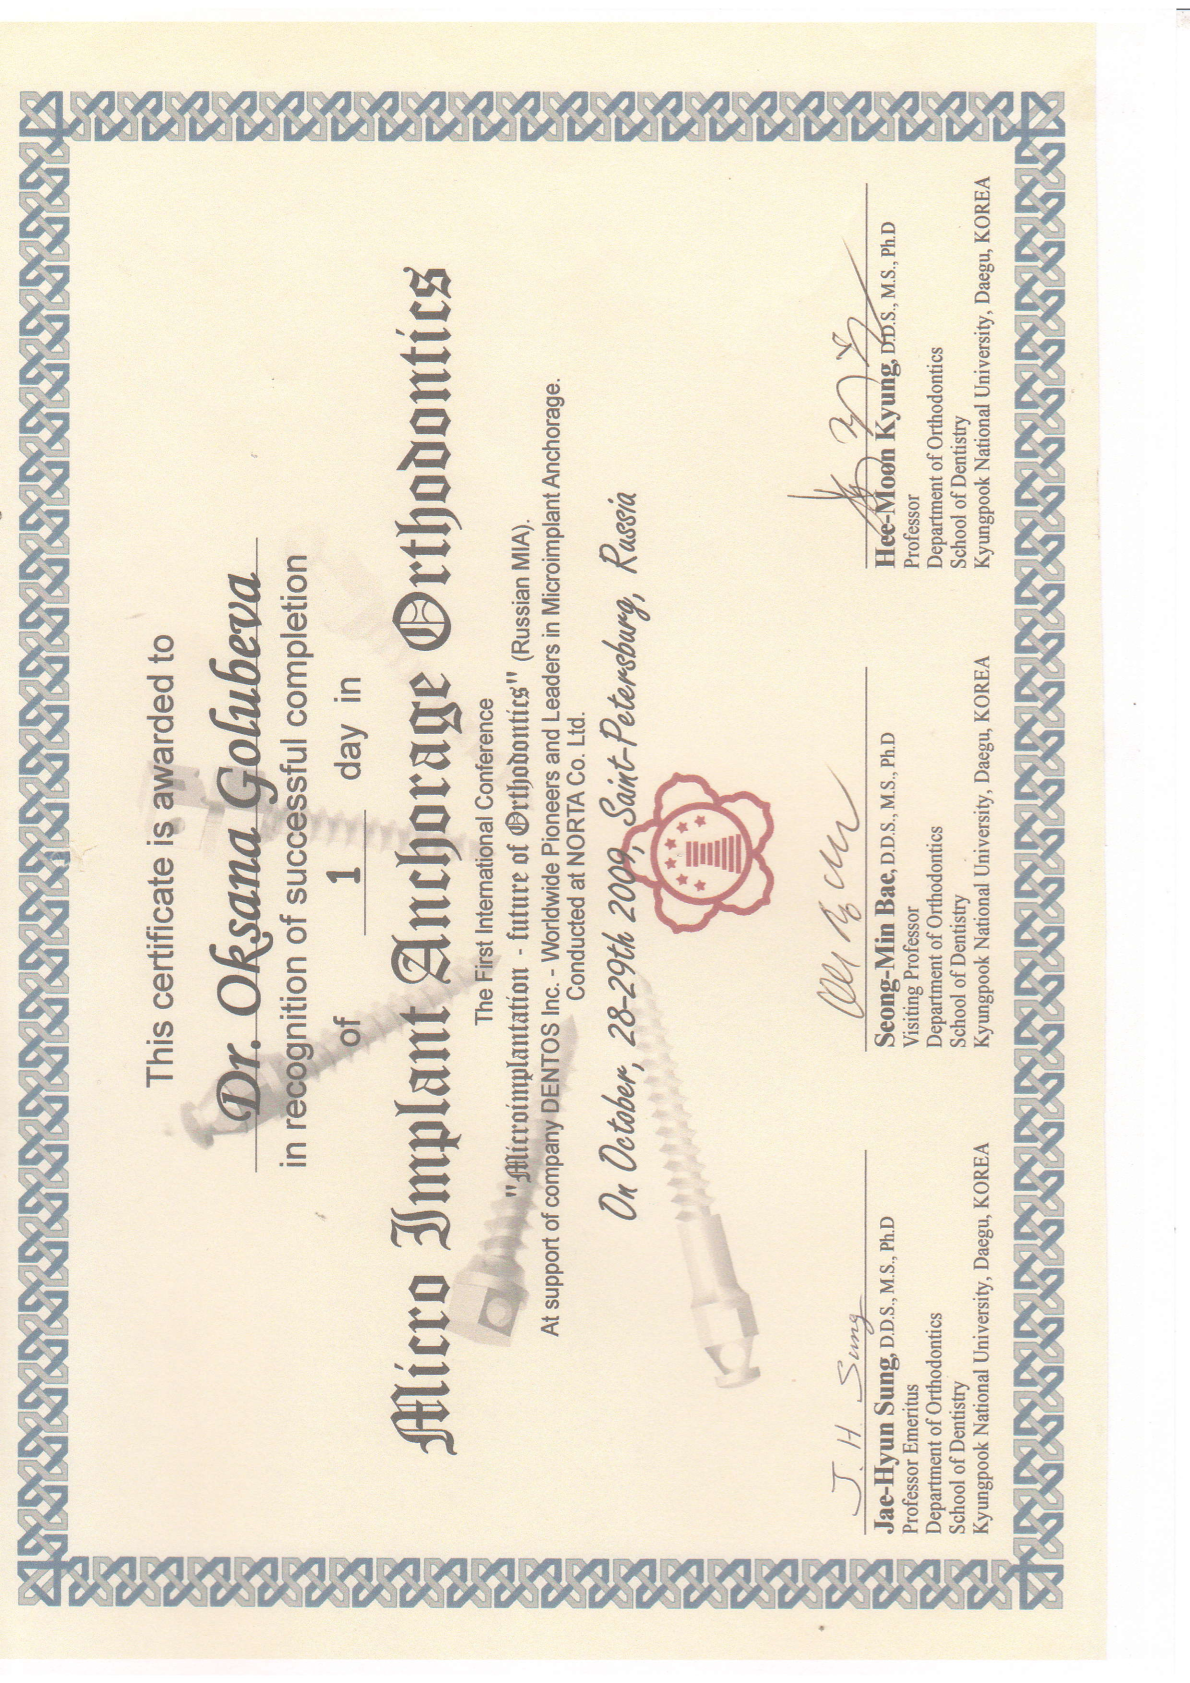 This certificate is awarded to
Dr. Oksana Golubeva
in recognition of successful completion
of 1 day in
Micro Implant Anchorage Orthodontics
The First International Conference
"Microimplantation - future of Orthodontics" (Russian MIA).
At support of company DENTOS Inc. - Worldwide Pioneers and Leaders in Microimplant Anchorage.
Conducted at NORTA Co. Ltd.
On October, 28-29th 2009, Saint-Petersburg, Russia
J. H. Sung
Jae-Hyun Sung, D.D.S., M.S., Ph.D
Professor Emeritus
Department of Orthodontics
School of Dentistry
Kyungpook National University, Daegu, KOREA
Seong-Min Bae, D.D.S., M.S., Ph.D
Visiting Professor
Department of Orthodontics
School of Dentistry
Kyungpook National University, Daegu, KOREA
Hee-Moon Kyung, D.D.S., M.S., Ph.D
Professor
Department of Orthodontics
School of Dentistry
Kyungpook National University, Daegu, KOREA